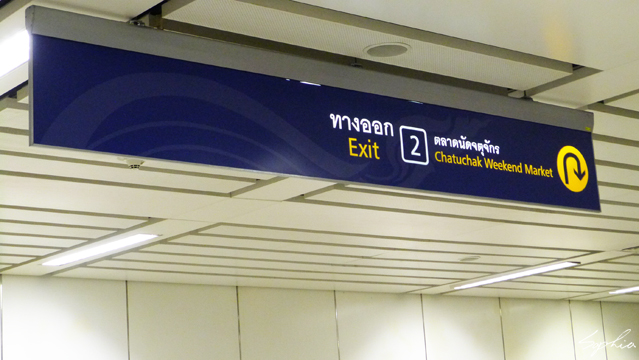 ทางออก
Exit
2
ตลาดนัดจตุจักร
Chatuchak Weekend Market
Sophia